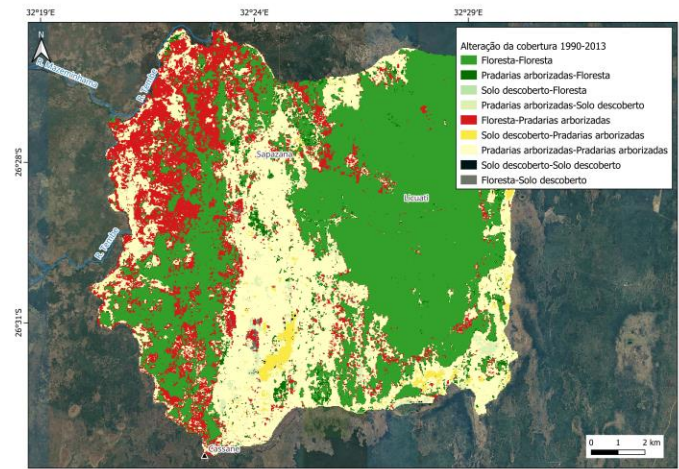 32°19'E
32°24'E
32°29'E
N
R. Mazeminhama
R. Tembe
Alteração da cobertura 1990-2013
Floresta-Floresta
Pradarias arborizadas-Floresta
Solo descoberto-Floresta
Pradarias arborizadas-Solo descoberto
Floresta-Pradarias arborizadas
Solo descoberto-Pradarias arborizadas
Pradarias arborizadas-Pradarias arborizadas
Solo descoberto-Solo descoberto
Floresta-Solo descoberto
Sapazana
26°28'S
Licuati
R. Tembe
26°31'S
Cassane
0 1 2 km